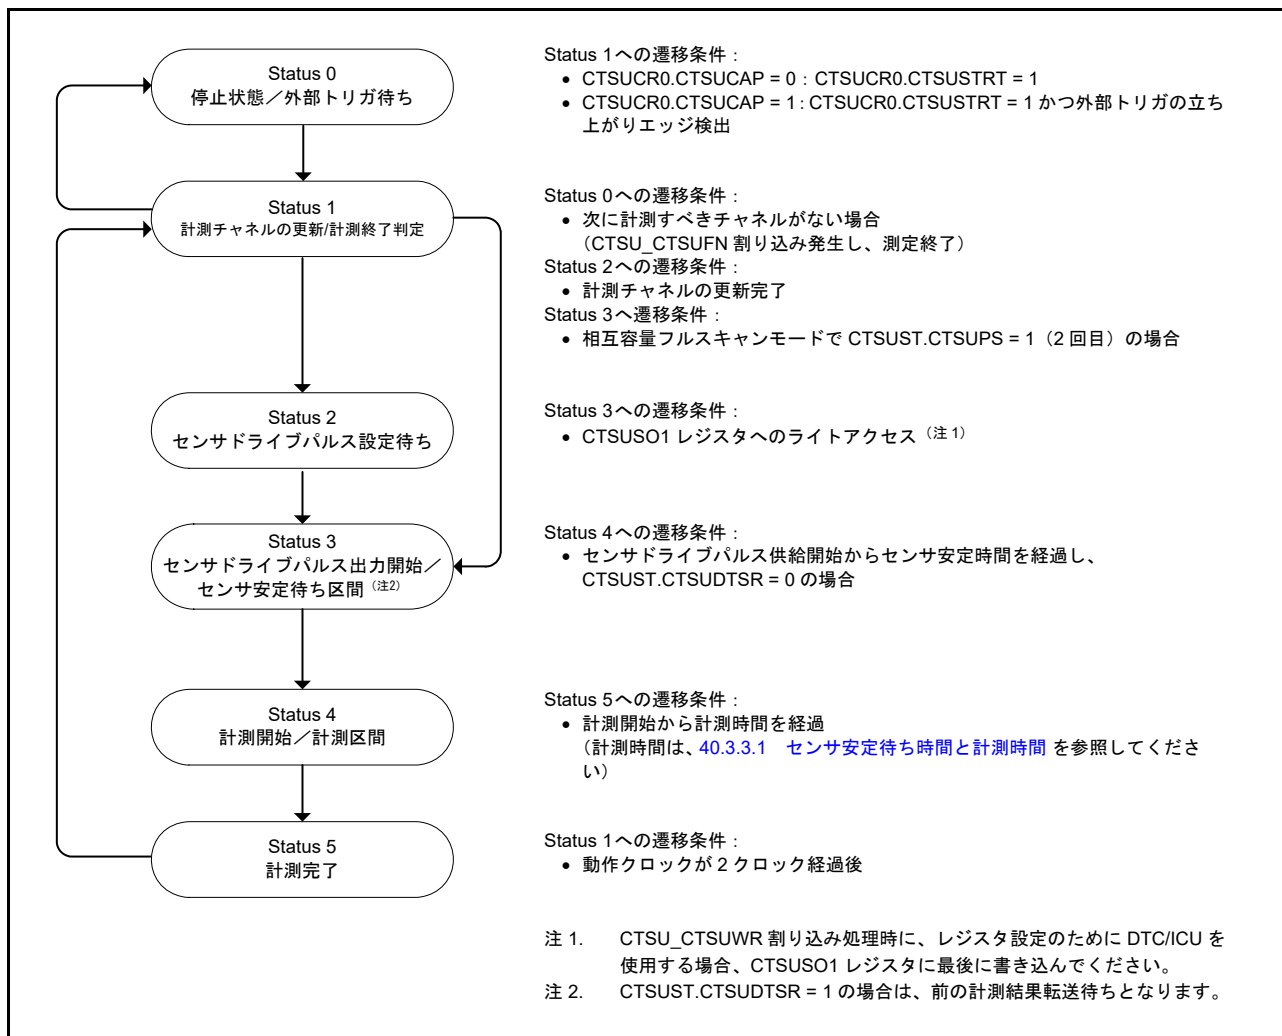 Status 0
停止状態／外部トリガ待ち
Status 1への遷移条件：
• CTSUCR0.CTSUCAP = 0：CTSUCR0.CTSUSTRT = 1
• CTSUCR0.CTSUCAP = 1：CTSUCR0.CTSUSTRT = 1 かつ外部トリガの立ち
上がりエッジ検出
Status 1
計測チャネルの更新/計測終了判定
Status 0への遷移条件：
• 次に計測すべきチャネルがない場合
（CTSU_CTSUFN 割り込み発生し、測定終了）
Status 2への遷移条件：
• 計測チャネルの更新完了
Status 3へ遷移条件：
• 相互容量フルスキャンモードで CTSUST.CTSUPS = 1（2 回目）の場合
Status 2
センサドライブパルス設定待ち
Status 3への遷移条件：
• CTSUSO1 レジスタへのライトアクセス（注 1）
Status 3
センサドライブパルス出力開始／
センサ安定待ち区間（注2）
Status 4への遷移条件：
• センサドライブパルス供給開始からセンサ安定時間を経過し、
CTSUST.CTSUDTSR = 0 の場合
Status 4
計測開始／計測区間
Status 5への遷移条件：
• 計測開始から計測時間を経過
（計測時間は、40.3.3.1　センサ安定待ち時間と計測時間 を参照してくださ
い）
Status 5
計測完了
Status 1への遷移条件：
• 動作クロックが 2 クロック経過後
注 1. CTSU_CTSUWR 割り込み処理時に、レジスタ設定のために DTC/ICU を
使用する場合、CTSUSO1 レジスタに最後に書き込んでください。
注 2. CTSUST.CTSUDTSR = 1 の場合は、前の計測結果転送待ちとなります。